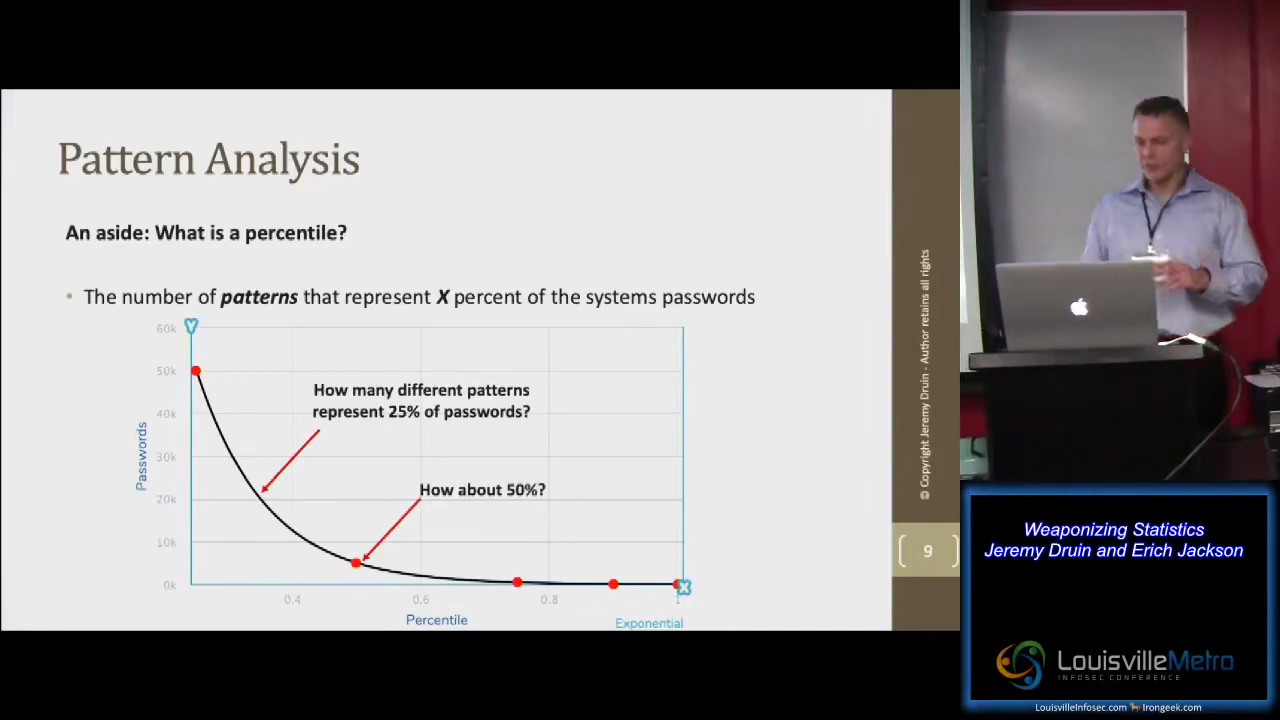 Pattern Analysis
An aside: What is a percentile?
• The number of patterns that represent X percent of the systems passwords
60k
50k
40k
30k
20k
10k
0k
Y
Passwords
How many different patterns
represent 25% of passwords?
How about 50%?
0.4
0.6
0.8
1
X
Percentile
Exponential
© Copyright Jeremy Druin - Author retains all rights
9
Weaponizing Statistics
Jeremy Druin and Erich Jackson
LouisvilleMetro
INFOSEC CONFERENCE
LouisvilleInfosec.com Irongeek.com